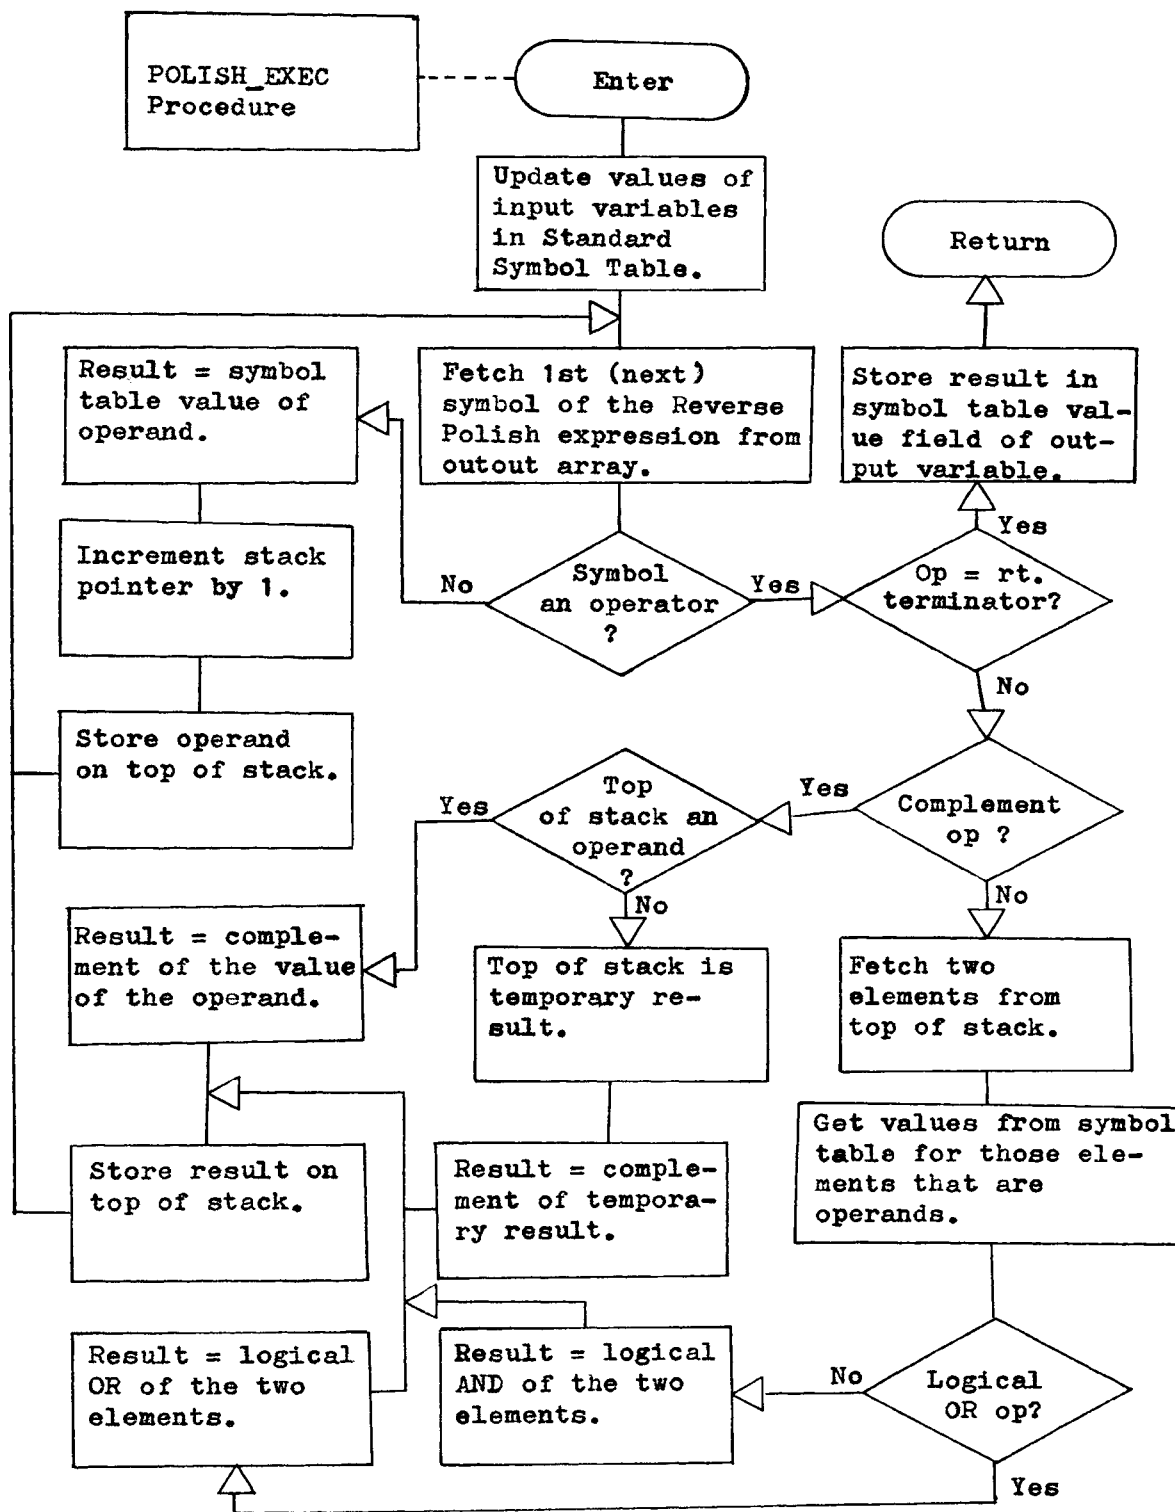 POLISH_EXEC
Procedure
Enter
Update values of
input variables
in Standard
Symbol Table.
Return
Result = symbol
table value of
operand.
Fetch 1st (next)
symbol of the Reverse
Polish expression from
outout array.
Store result in
symbol table val-
ue field of out-
put variable.
Yes
Increment stack
pointer by 1.
No
Symbol
an operator
?
Yes
Op = rt.
terminator?
No
Store operand
on top of stack.
Yes
Top
of stack an
operand
?
Yes
Complement
op ?
No
No
Result = comple-
ment of the value
of the operand.
Top of stack is
temporary re-
sult.
Fetch two
elements from
top of stack.
Get values from symbol
table for those ele-
ments that are
operands.
Store result on
top of stack.
Result = comple-
ment of tempora-
ry result.
Result = logical
OR of the two
elements.
Result = logical
AND of the two
elements.
No
Logical
OR op?
Yes